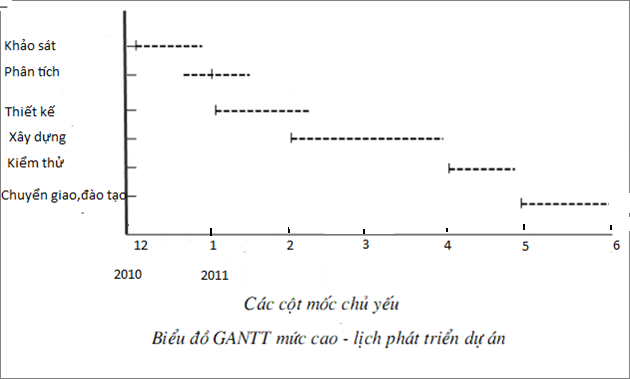 Khảo sát
Phân tích
Thiết kế
Xây dựng
Kiểm thử
Chuyển giao,đào tạo
12 1 2 3 4 5 6
2010 2011
Các cột mốc chủ yếu
Biểu đồ GANTT mức cao - lịch phát triển dự án